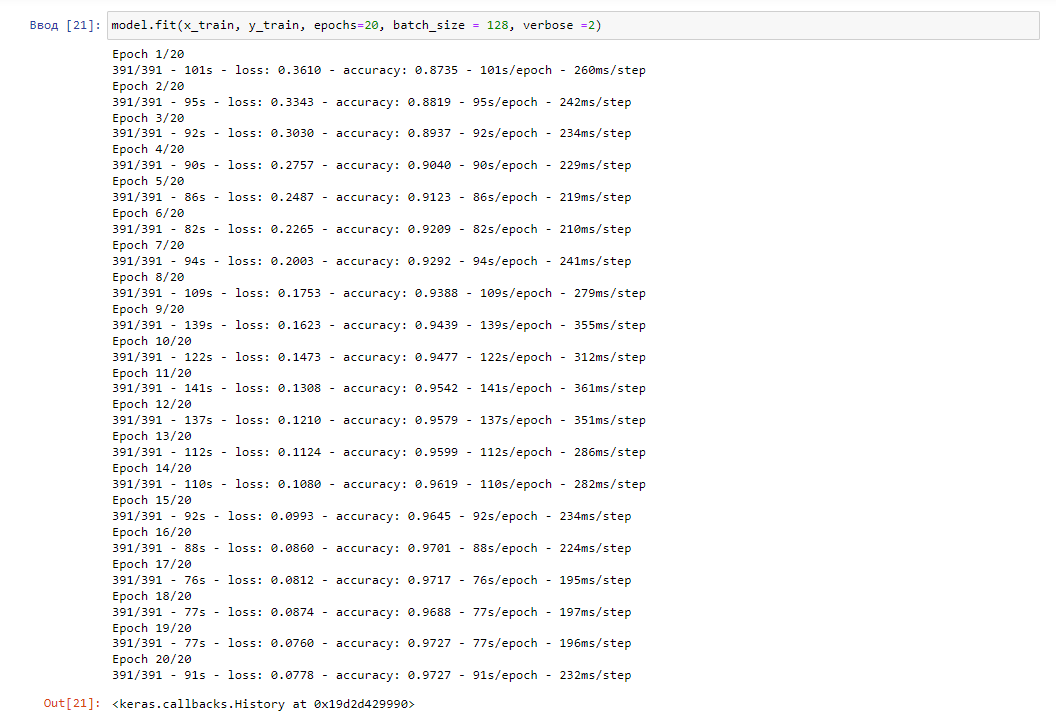 Ввод [21]: model.fit(x_train, y_train, epochs=20, batch_size = 128, verbose =2)
Epoch 1/20
391/391 - 101s - loss: 0.3610 - accuracy: 0.8735 - 101s/epoch - 260ms/step
Epoch 2/20
391/391 - 95s - loss: 0.3343 - accuracy: 0.8819 - 95s/epoch - 242ms/step
Epoch 3/20
391/391 - 92s - loss: 0.3030 - accuracy: 0.8937 - 92s/epoch - 234ms/step
Epoch 4/20
391/391 - 90s - loss: 0.2757 - accuracy: 0.9040 - 90s/epoch - 229ms/step
Epoch 5/20
391/391 - 86s - loss: 0.2487 - accuracy: 0.9123 - 86s/epoch - 219ms/step
Epoch 6/20
391/391 - 82s - loss: 0.2265 - accuracy: 0.9209 - 82s/epoch - 210ms/step
Epoch 7/20
391/391 - 94s - loss: 0.2003 - accuracy: 0.9292 - 94s/epoch - 241ms/step
Epoch 8/20
391/391 - 109s - loss: 0.1753 - accuracy: 0.9388 - 109s/epoch - 279ms/step
Epoch 9/20
391/391 - 139s - loss: 0.1623 - accuracy: 0.9439 - 139s/epoch - 355ms/step
Epoch 10/20
391/391 - 122s - loss: 0.1473 - accuracy: 0.9477 - 122s/epoch - 312ms/step
Epoch 11/20
391/391 - 141s - loss: 0.1308 - accuracy: 0.9542 - 141s/epoch - 361ms/step
Epoch 12/20
391/391 - 137s - loss: 0.1210 - accuracy: 0.9579 - 137s/epoch - 351ms/step
Epoch 13/20
391/391 - 112s - loss: 0.1124 - accuracy: 0.9599 - 112s/epoch - 286ms/step
Epoch 14/20
391/391 - 110s - loss: 0.1080 - accuracy: 0.9619 - 110s/epoch - 282ms/step
Epoch 15/20
391/391 - 92s - loss: 0.0993 - accuracy: 0.9645 - 92s/epoch - 234ms/step
Epoch 16/20
391/391 - 88s - loss: 0.0860 - accuracy: 0.9701 - 88s/epoch - 224ms/step
Epoch 17/20
391/391 - 76s - loss: 0.0812 - accuracy: 0.9717 - 76s/epoch - 195ms/step
Epoch 18/20
391/391 - 77s - loss: 0.0874 - accuracy: 0.9688 - 77s/epoch - 197ms/step
Epoch 19/20
391/391 - 77s - loss: 0.0760 - accuracy: 0.9727 - 77s/epoch - 196ms/step
Epoch 20/20
391/391 - 91s - loss: 0.0778 - accuracy: 0.9727 - 91s/epoch - 232ms/step
Out[21]: <keras.callbacks.History at 0x19d2d429990>